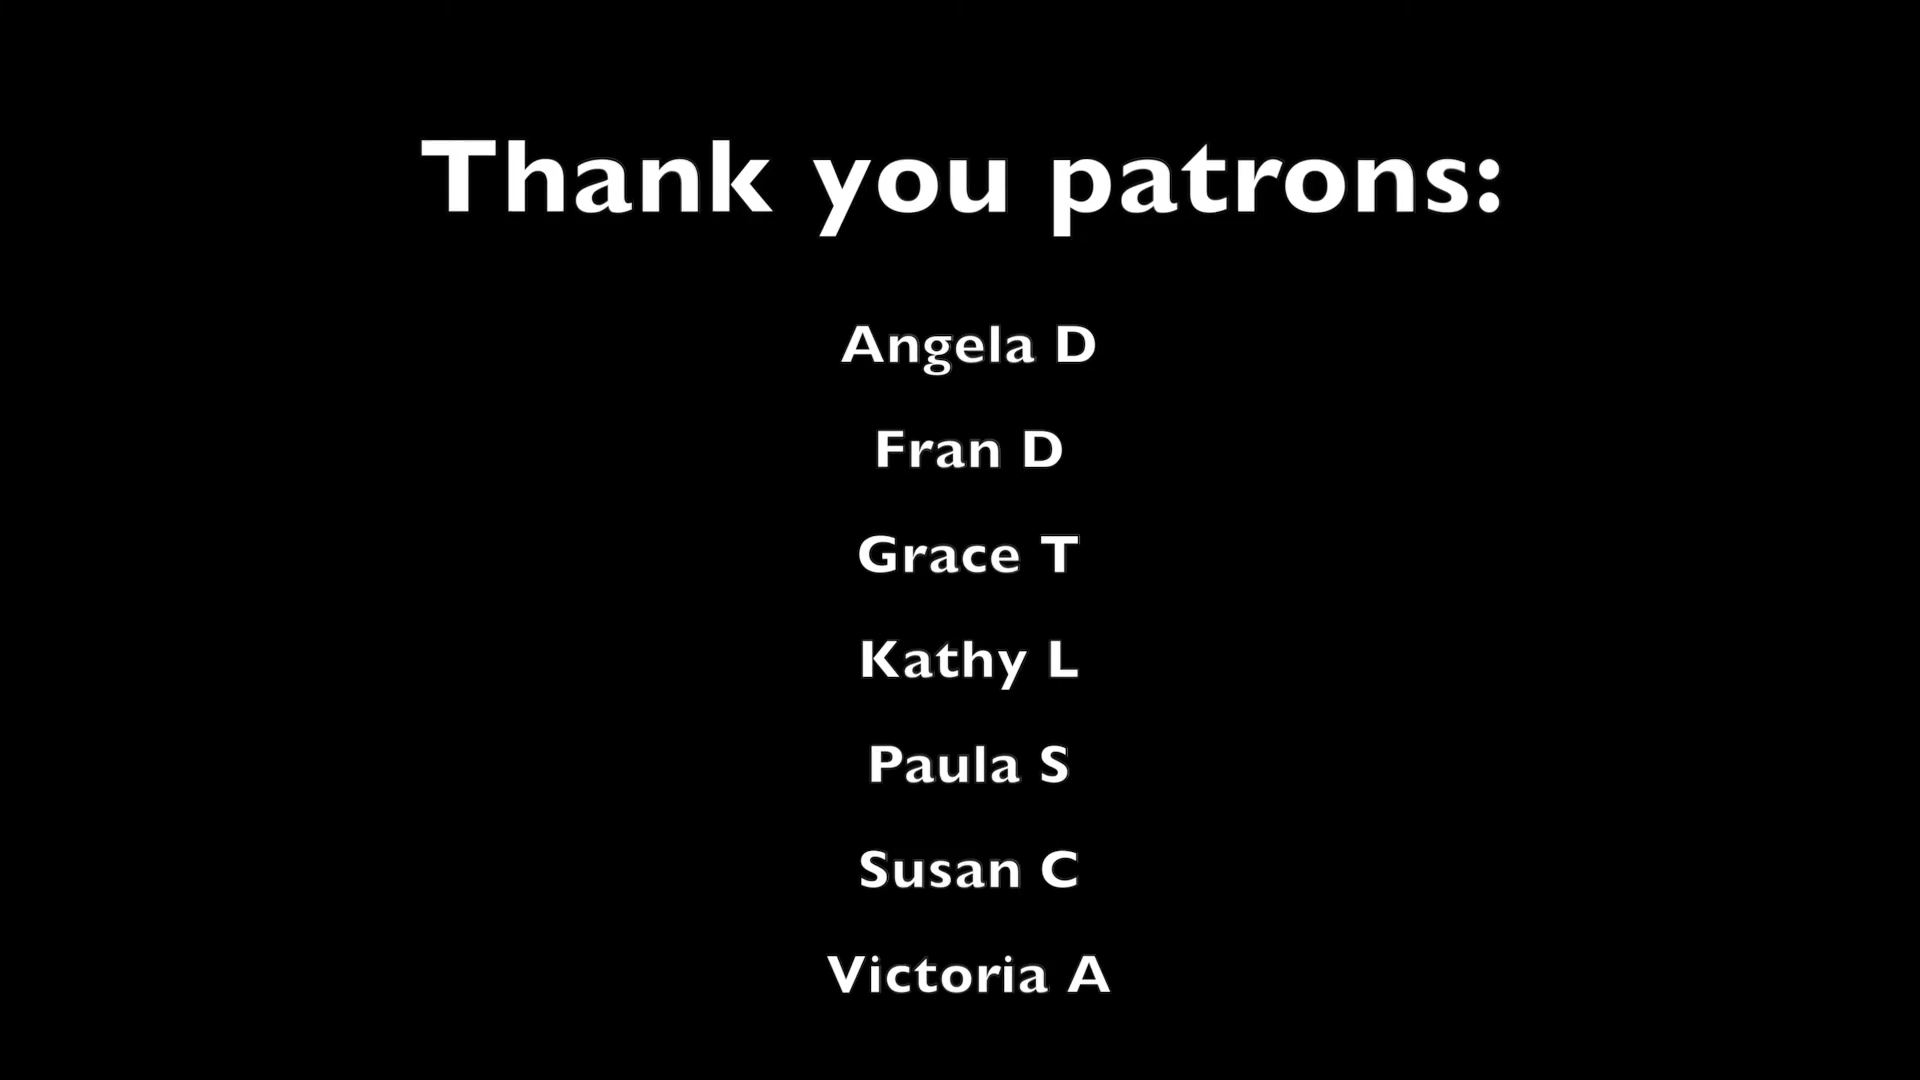 Thank you patrons:
Angela D
Fran D
Grace T
Kathy L
Paula S
Susan C
Victoria A